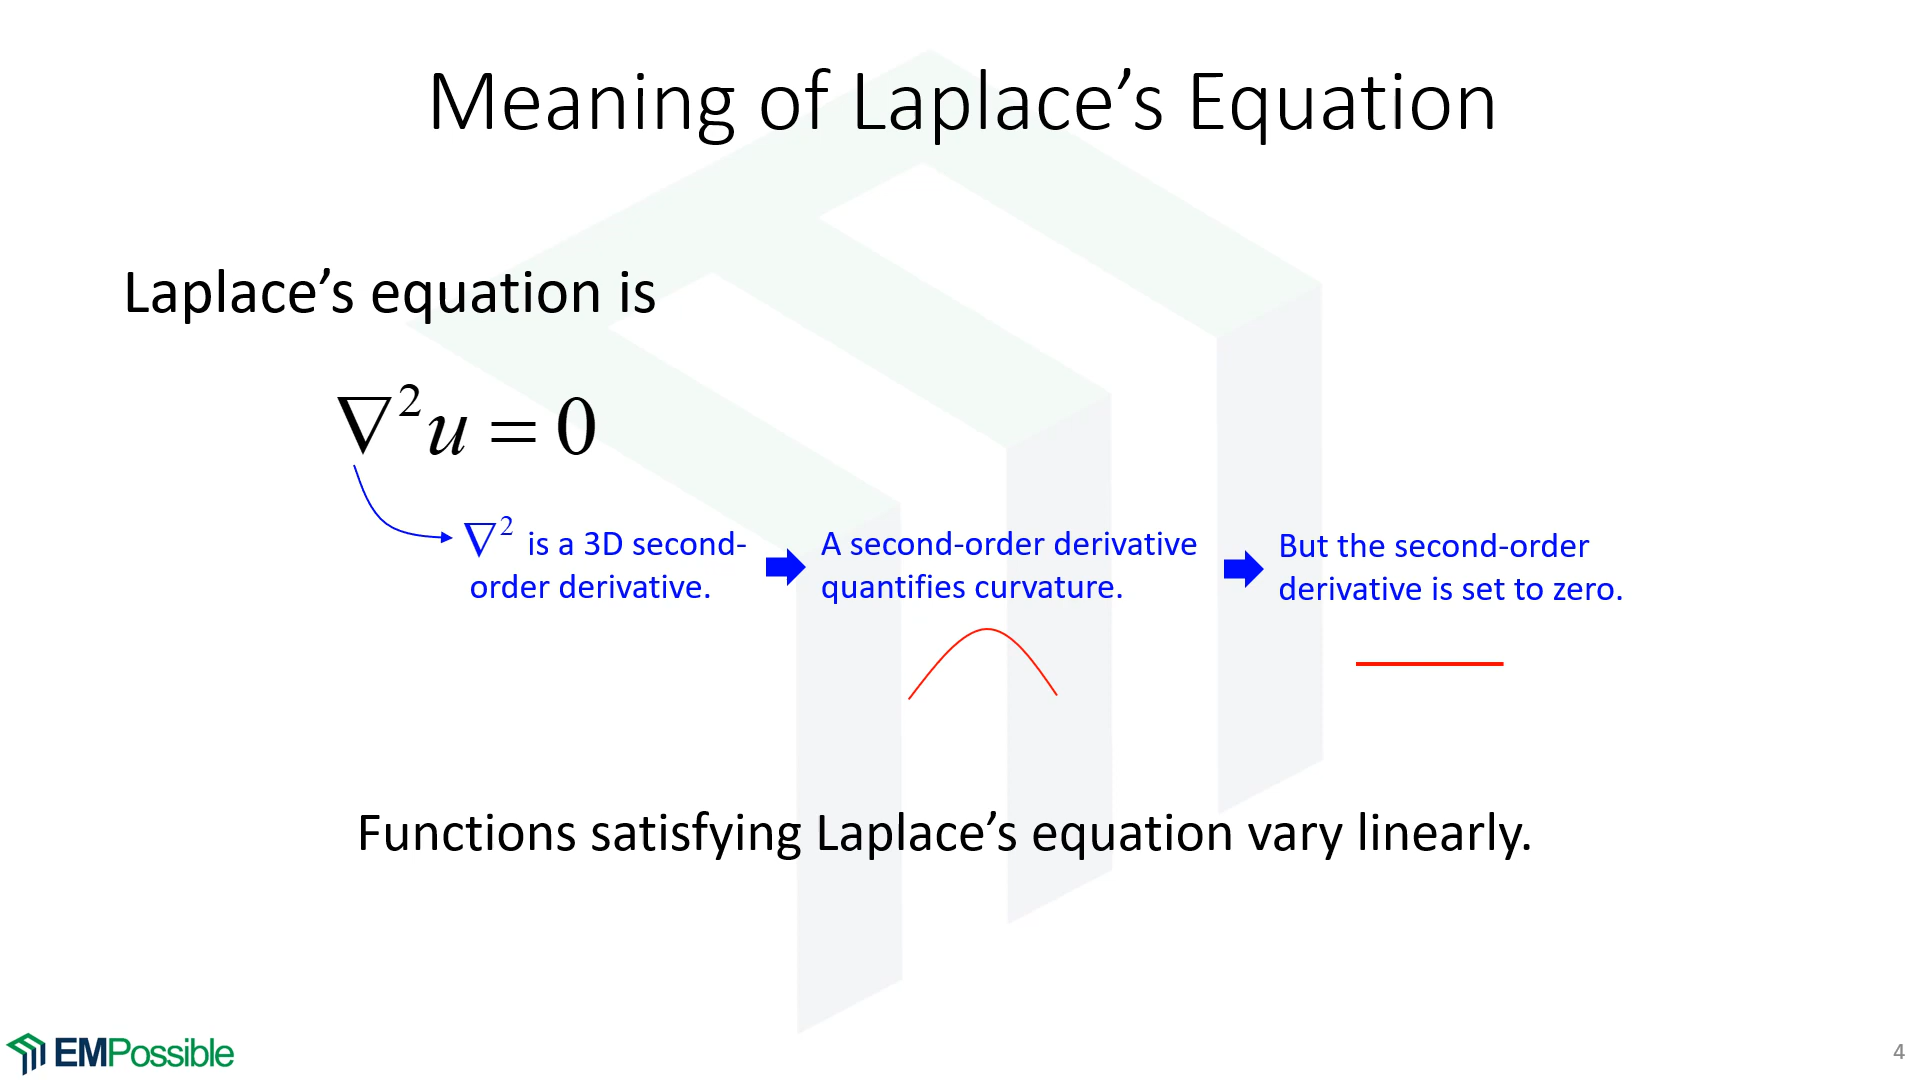 Meaning of Laplace’s Equation
Laplace’s equation is
∇²u = 0
∇² is a 3D second-
order derivative.
A second-order derivative
quantifies curvature.
But the second-order
derivative is set to zero.
Functions satisfying Laplace’s equation vary linearly.
EMPossible
4